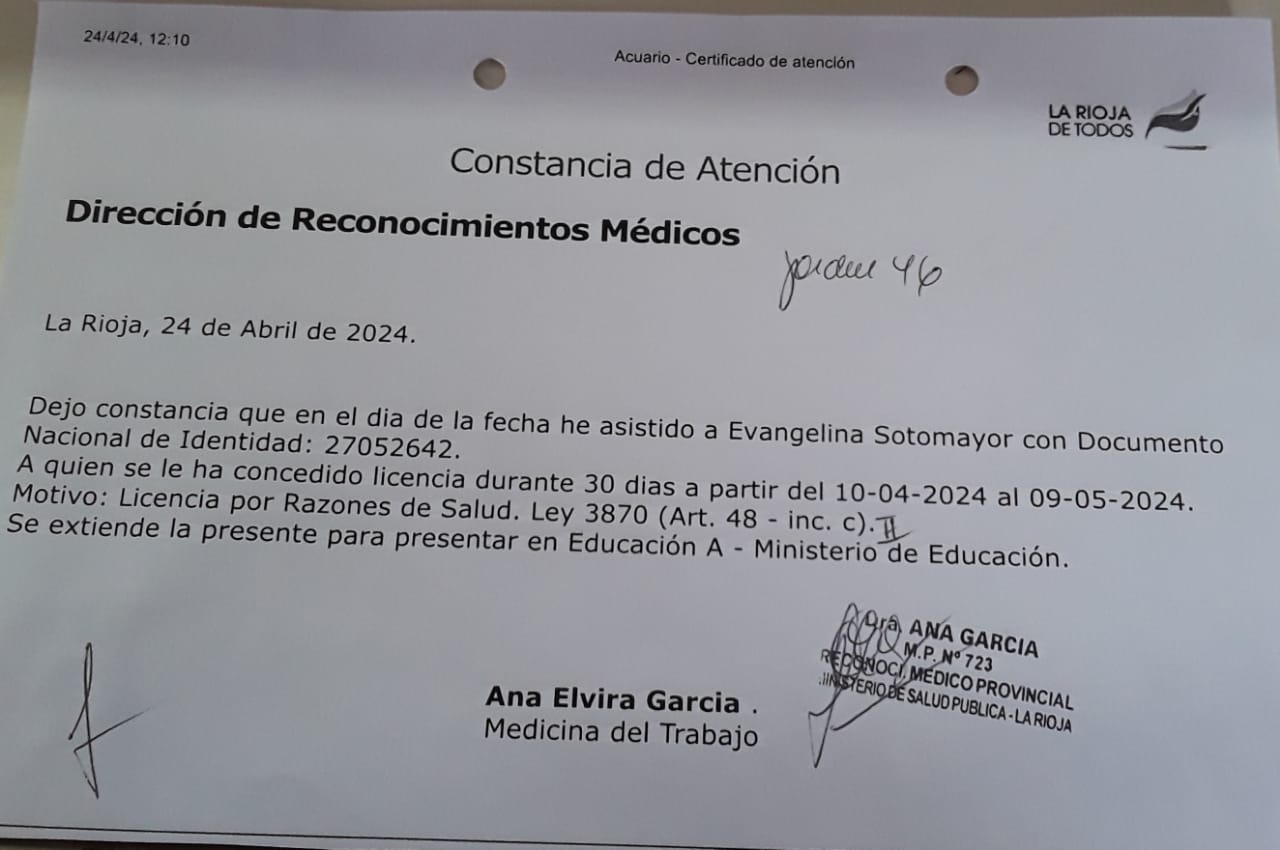 24/4/24, 12:10
Acuario - Certificado de atención
LA RIOJA
DE TODOS
Constancia de Atención
Dirección de Reconocimientos Médicos
46
La Rioja, 24 de Abril de 2024.
Dejo constancia que en el dia de la fecha he asistido a Evangelina Sotomayor con Documento
Nacional de Identidad: 27052642.
A quien se le ha concedido licencia durante 30 dias a partir del 10-04-2024 al 09-05-2024.
Motivo: Licencia por Razones de Salud. Ley 3870 (Art. 48 - inc. c). II
Se extiende la presente para presentar en Educación A - Ministerio de Educación.
Dra. ANA GARCIA
M.P. Nº 723
RECONOCI. MEDICO PROVINCIAL
MINISTERIO DE SALUD PUBLICA - LA RIOJA
Ana Elvira Garcia .
Medicina del Trabajo